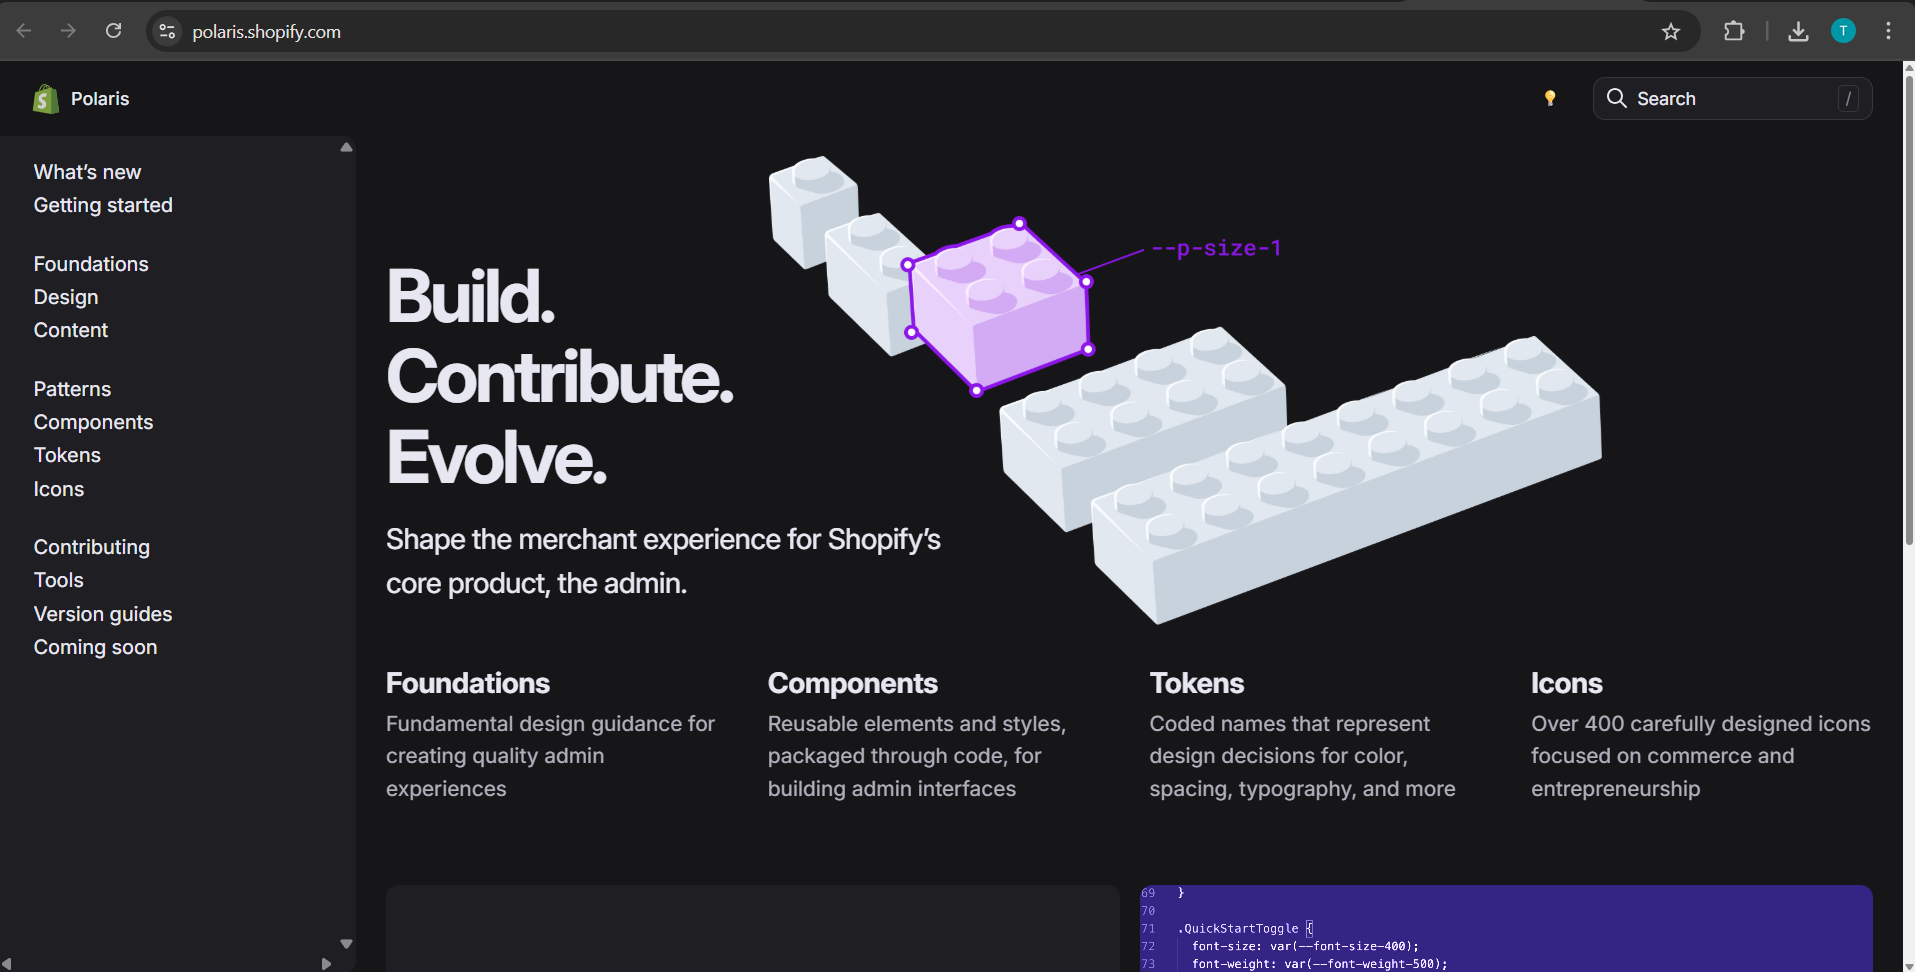 polaris.shopify.com
T
Polaris
Search
/
What's new
Getting started
Foundations
Design
Content
Patterns
Components
Tokens
Icons
Contributing
Tools
Version guides
Coming soon
--p-size-1
Build.
Contribute.
Evolve.
Shape the merchant experience for Shopify's
core product, the admin.
Foundations
Fundamental design guidance for
creating quality admin
experiences
Components
Reusable elements and styles,
packaged through code, for
building admin interfaces
Tokens
Coded names that represent
design decisions for color,
spacing, typography, and more
Icons
Over 400 carefully designed icons
focused on commerce and
entrepreneurship
69 }
70
71 .QuickStartToggle {
72 font-size: var(--font-size-400);
73 font-weight: var(--font-weight-500);